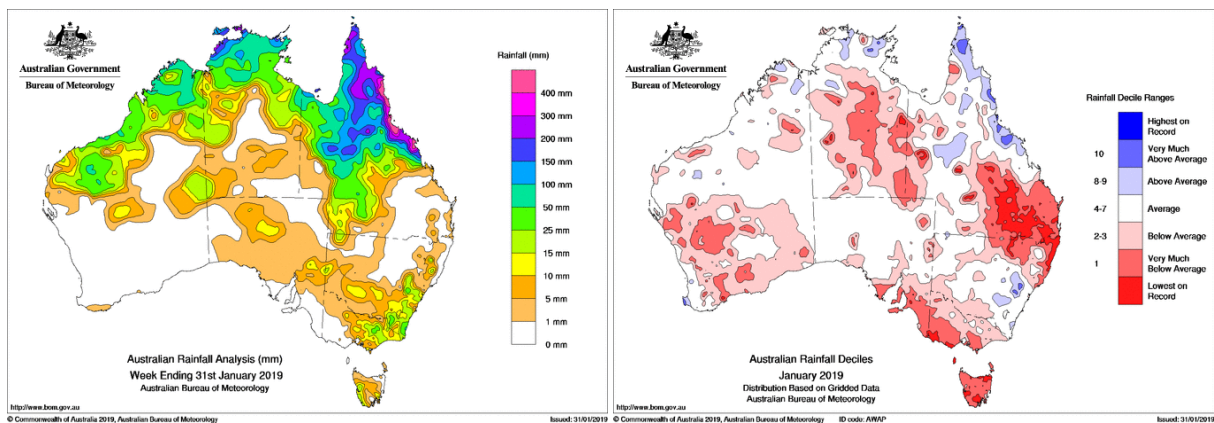 Australian Government
Bureau of Meteorology
Rainfall (mm)
400 mm
300 mm
200 mm
150 mm
100 mm
50 mm
25 mm
15 mm
10 mm
5 mm
1 mm
0 mm
Australian Rainfall Analysis (mm)
Week Ending 31st January 2019
Australian Bureau of Meteorology
http://www.bom.gov.au
© Commonwealth of Australia 2019, Australian Bureau of Meteorology
Issued: 31/01/2019
Australian Government
Bureau of Meteorology
Rainfall Decile Ranges
Highest on
Record
10 Very Much
Above Average
8-9 Above Average
4-7 Average
2-3 Below Average
1 Very Much
Below Average
Lowest on
Record
Australian Rainfall Deciles
January 2019
Distribution Based on Gridded Data
Australian Bureau of Meteorology
http://www.bom.gov.au
© Commonwealth of Australia 2019, Australian Bureau of Meteorology ID code: AWAP Issued: 31/01/2019